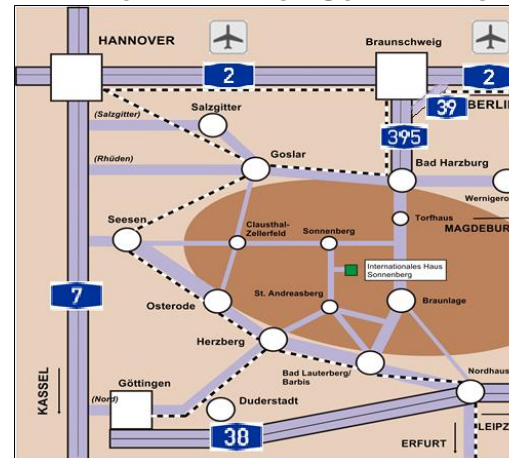 HANNOVER
Braunschweig
2
2
39
BERLI
395
(Salzgitter)
Salzgitter
(Rhüden)
Goslar
Bad Harzburg
Wernigero
Torfhaus
MAGDEBUR
Seesen
Clausthal-
Zellerfeld
Sonnenberg
Internationales Haus
Sonnenberg
7
Osterode
St. Andreasberg
Braunlage
Herzberg
Bad Lauterberg/
Barbis
Nordhaus
KASSEL
Göttingen
(Nord)
Duderstadt
38
ERFURT
LEIPZ